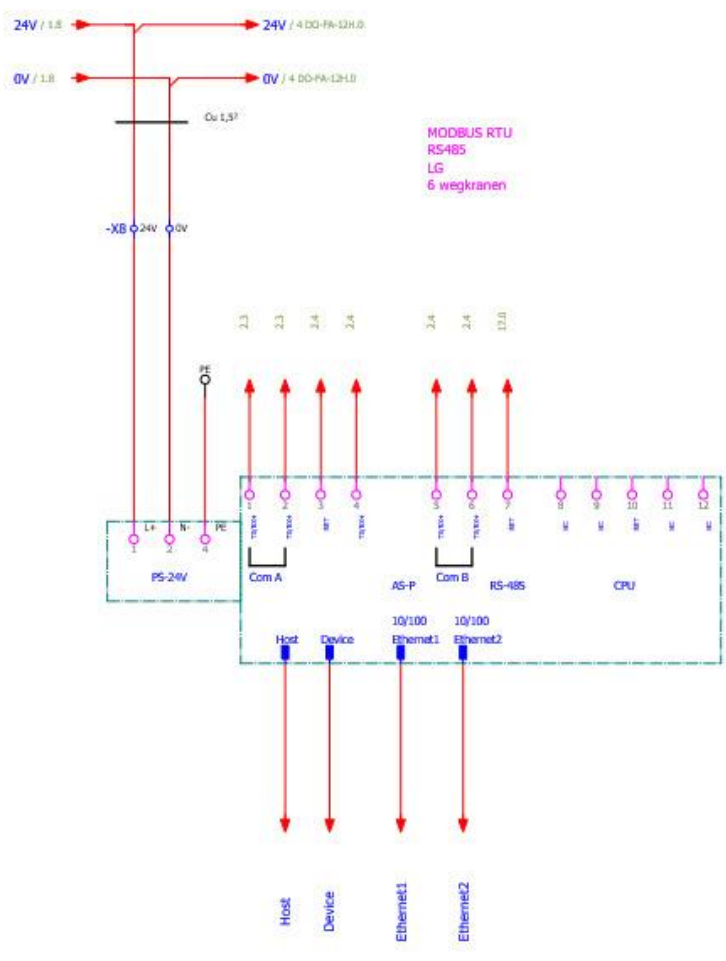 24V / 1.8
24V / 4 DO-FA-12H.0
0V / 1.8
0V / 4 DO-FA-12H.0
Cu 1,5²
MODBUS RTU
RS485
LG
6 wegkranen
-XB 24V 0V
2.3 2.3 2.4 2.4 2.4 2.4 12.0
PE
1 2 3 4 5 6 7 8 9 10 11 12
L+ N- PE
1 2 4
PS-24V
Com A
Com B
AS-P
RS-485
CPU
10/100
Ethernet1
10/100
Ethernet2
Host
Device
Host
Device
Ethernet1
Ethernet2